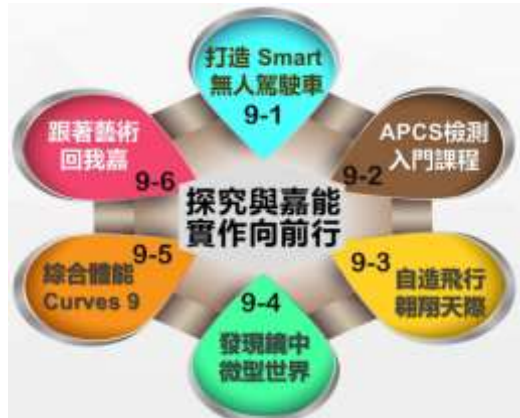 打造 Smart
無人駕駛車
9-1
APCS檢測
入門課程
9-2
9-3
自造飛行
翱翔天際
9-4
發現鏡中
微型世界
9-5
綜合體能
Curves 9
跟著藝術
回我嘉
9-6
探究與嘉能
實作向前行